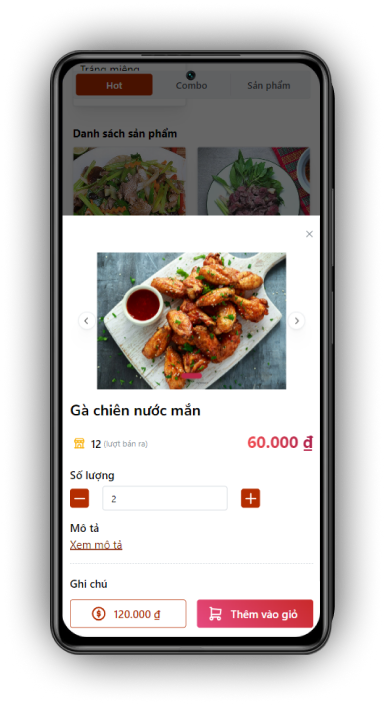 Tráng miệng
Hot
Combo
Sản phẩm
Danh sách sản phẩm
Gà chiên nước mắn
12 (lượt bán ra)
60.000 ₫
Số lượng
2
Mô tả
Xem mô tả
Ghi chú
120.000 ₫
Thêm vào giỏ